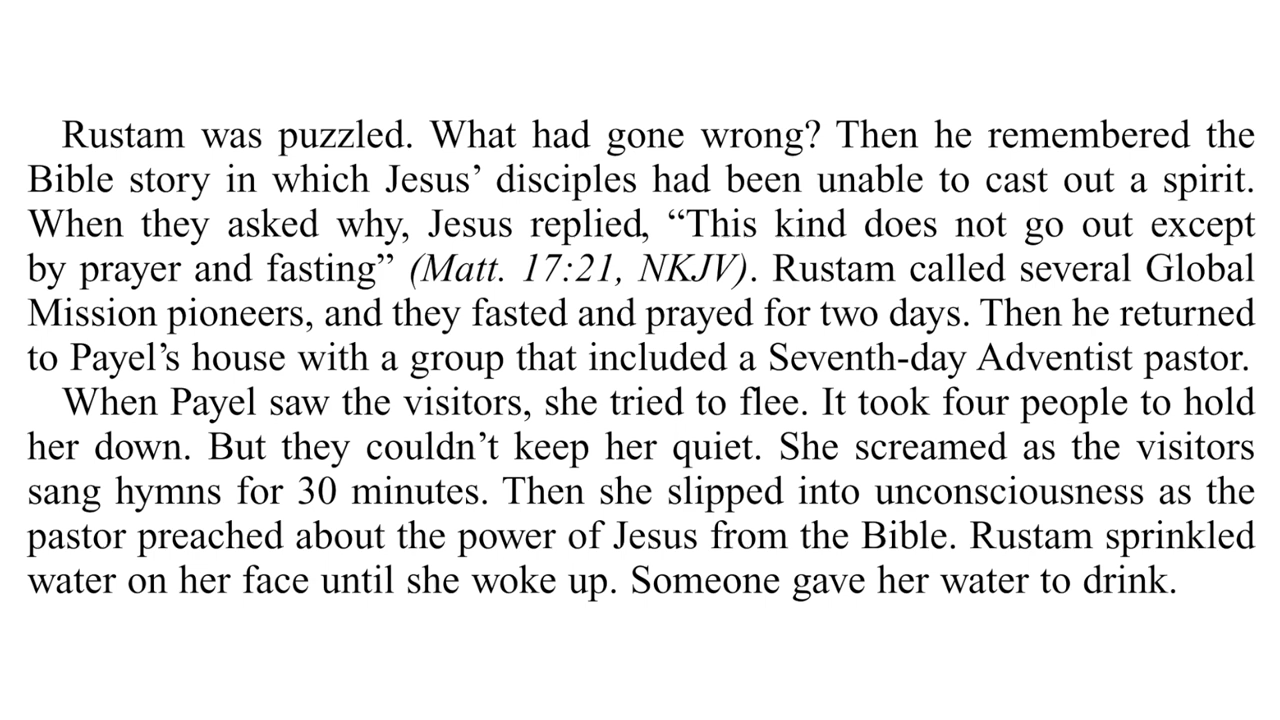 Rustam was puzzled. What had gone wrong? Then he remembered the
Bible story in which Jesus’ disciples had been unable to cast out a spirit.
When they asked why, Jesus replied, “This kind does not go out except
by prayer and fasting” (Matt. 17:21, NKJV). Rustam called several Global
Mission pioneers, and they fasted and prayed for two days. Then he returned
to Payel’s house with a group that included a Seventh-day Adventist pastor.
When Payel saw the visitors, she tried to flee. It took four people to hold
her down. But they couldn’t keep her quiet. She screamed as the visitors
sang hymns for 30 minutes. Then she slipped into unconsciousness as the
pastor preached about the power of Jesus from the Bible. Rustam sprinkled
water on her face until she woke up. Someone gave her water to drink.